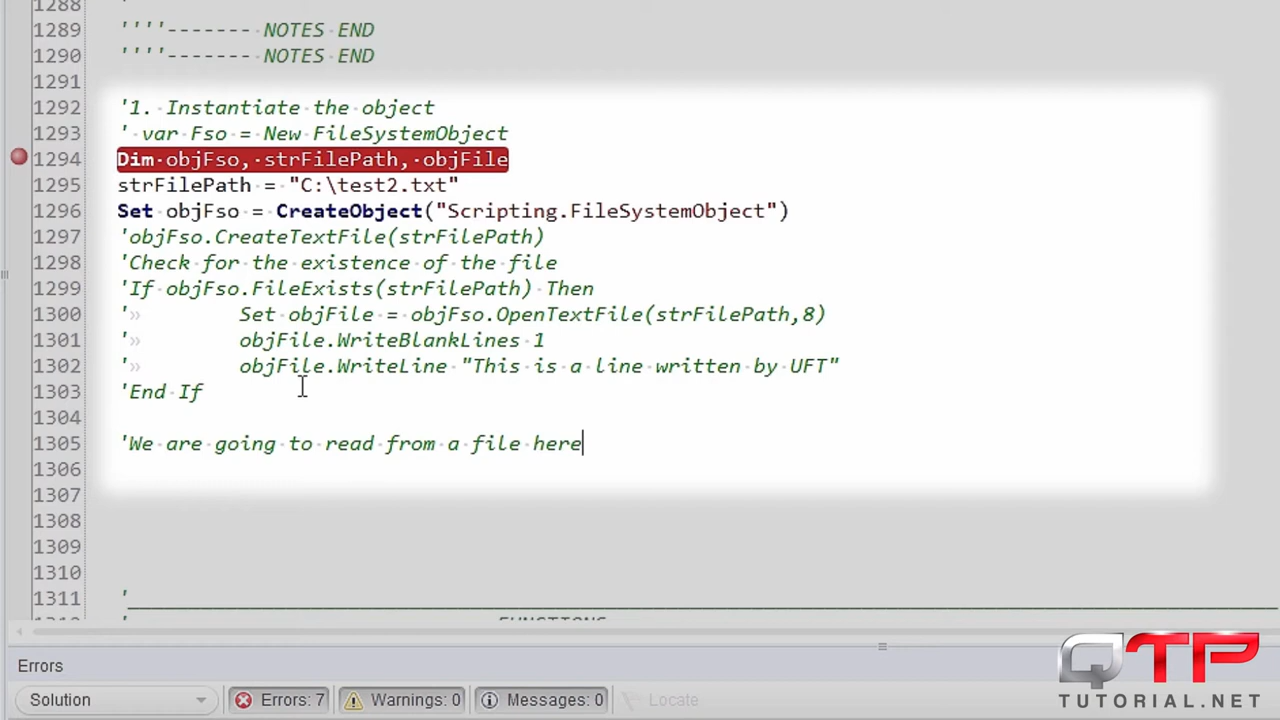 1288 '
1289 ''''------- NOTES END
1290 ''''------- NOTES END
1291
1292 '1. Instantiate the object
1293 ' var Fso = New FileSystemObject
1294 Dim objFso, strFilePath, objFile
1295 strFilePath = "C:\test2.txt"
1296 Set objFso = CreateObject("Scripting.FileSystemObject")
1297 'objFso.CreateTextFile(strFilePath)
1298 'Check for the existence of the file
1299 'If objFso.FileExists(strFilePath) Then
1300 '» Set objFile = objFso.OpenTextFile(strFilePath,8)
1301 '» objFile.WriteBlankLines 1
1302 '» objFile.WriteLine "This is a line written by UFT"
1303 'End If
1304
1305 'We are going to read from a file here
1306
1307
1308
1309
1310
1311 '
1312 ' FUNCTIONS
Errors
Solution Errors: 7 Warnings: 0 Messages: 0 Locate
QTP
TUTORIAL.NET